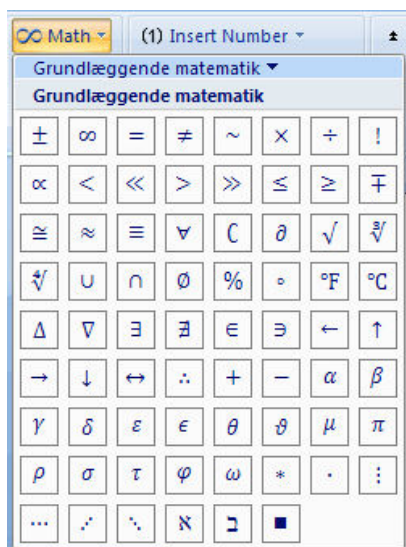 ∞ Math (1) Insert Number
Grundlæggende matematik
Grundlæggende matematik
± ∞ = ≠ ~ × ÷ !
∝ < ≪ > ≫ ≤ ≥ ∓
≅ ≈ ≡ ∀ ∁ ∂ √ ∛
∜ ∪ ∩ ∅ % ° °F °C
∆ ∇ ∃ ∄ ∈ ∋ ← ↑
→ ↓ ↔ ∴ + − α β
γ δ ε ϵ θ ϑ μ π
ρ σ τ φ ω * ∙ ⋮
⋯ ⋰ ⋱ ℵ ℶ ∎